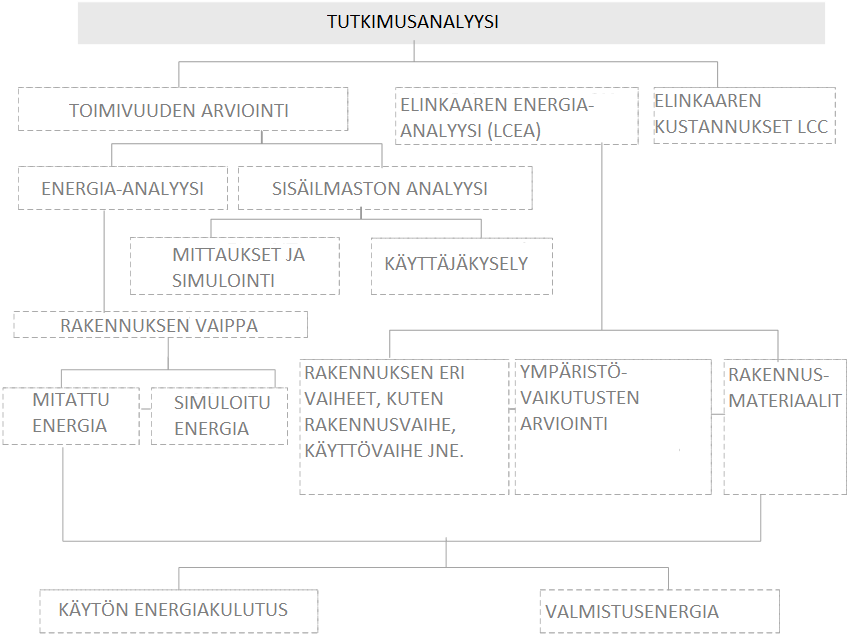 TUTKIMUSANALYYSI
TOIMIVUUDEN ARVIOINTI
ELINKAAREN ENERGIA-
ANALYYSI (LCEA)
ELINKAAREN
KUSTANNUKSET LCC
ENERGIA-ANALYYSI
SISÄILMASTON ANALYYSI
MITTAUKSET JA
SIMULOINTI
KÄYTTÄJÄKYSELY
RAKENNUKSEN VAIPPA
MITATTU
ENERGIA
SIMULOITU
ENERGIA
RAKENNUKSEN ERI
VAIHEET, KUTEN
RAKENNUSVAIHE,
KÄYTTÖVAIHE JNE.
YMPÄRISTÖ-
VAIKUTUSTEN
ARVIOINTI
RAKENNUS-
MATERIAALIT
KÄYTÖN ENERGIAKULUTUS
VALMISTUSENERGIA